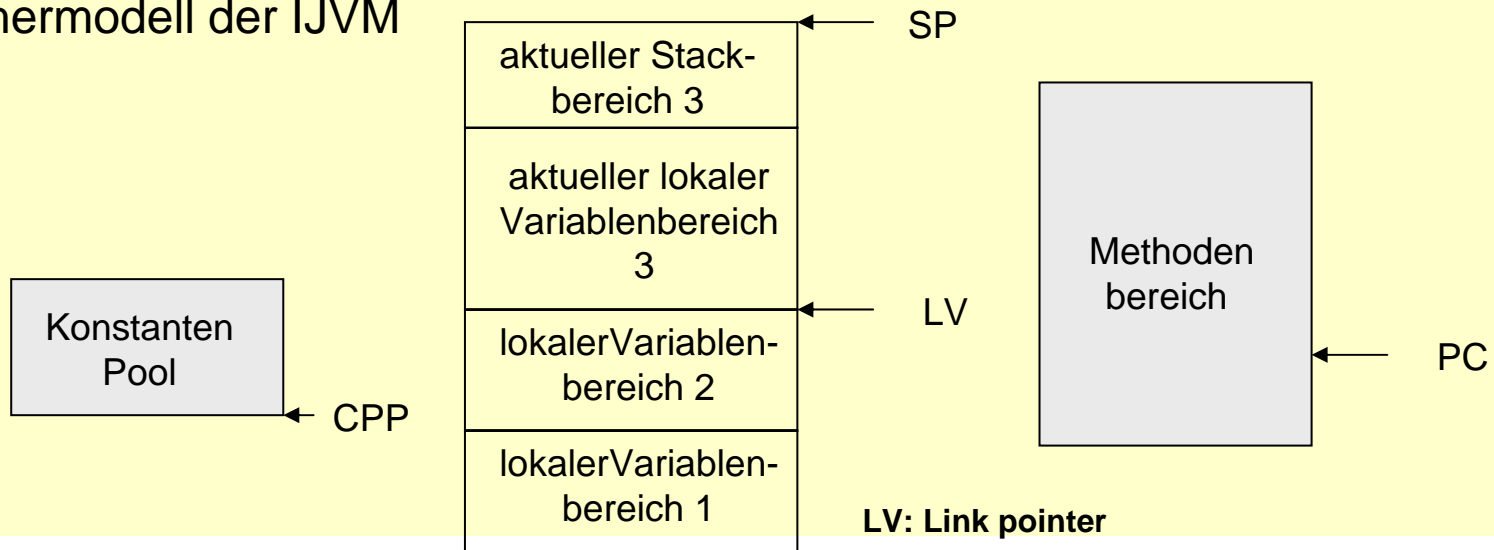 nermodell der IJVM
SP
aktueller Stack-
bereich 3
aktueller lokaler
Variablenbereich
3
Methoden
bereich
Konstanten
Pool
LV
lokalerVariablen-
bereich 2
PC
CPP
lokalerVariablen-
bereich 1
LV: Link pointer